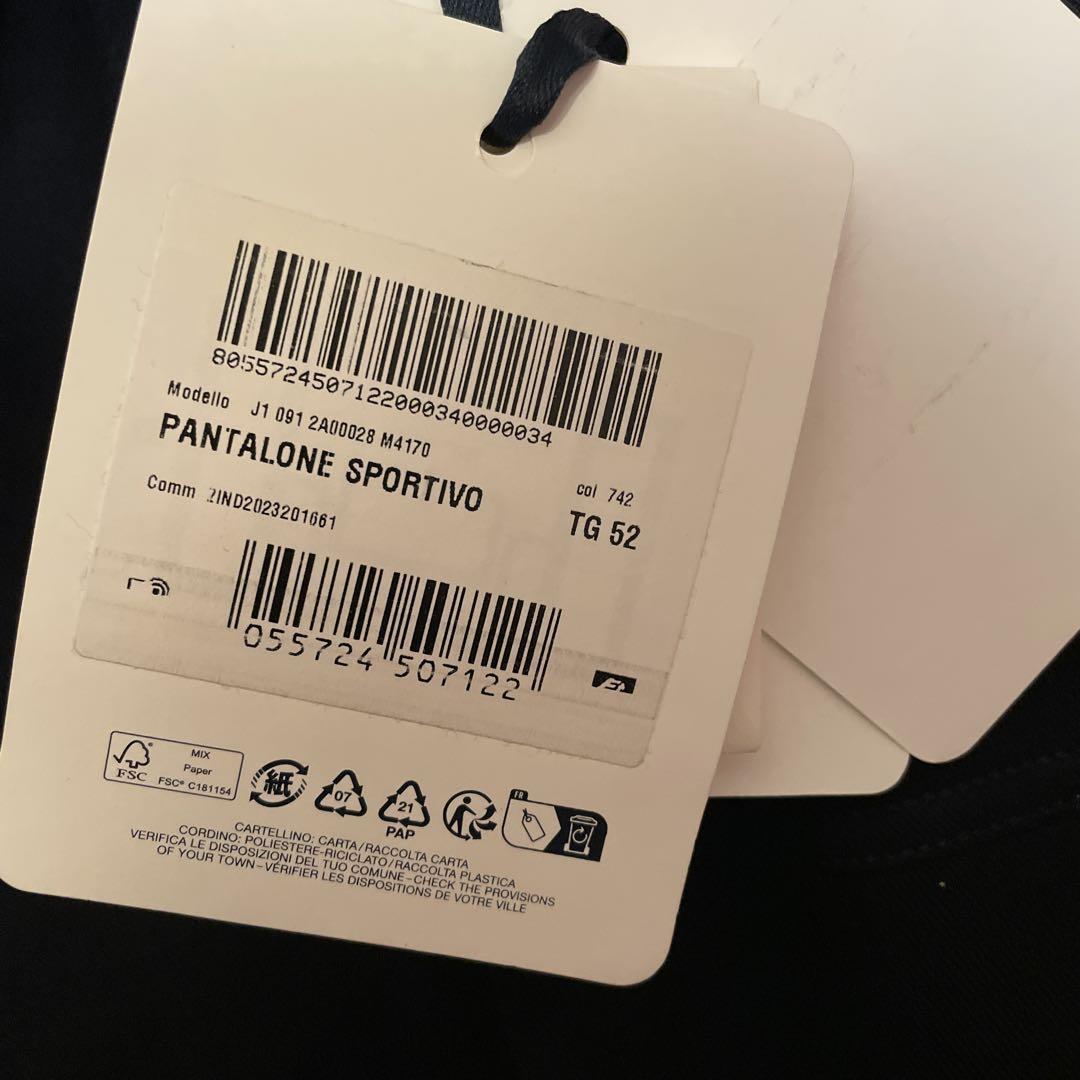 8055724507122000340000034
Modello J1 091 2A00028 M4170
PANTALONE SPORTIVO
col 742
TG 52
Comm 2IND2023201661
055724 507122
FSC
MIX
Paper
FSC® C181154
紙
07
21
PAP
FR
CARTELLINO: CARTA/RACCOLTA CARTA
CORDINO: POLIESTERE-RICICLATO/RACCOLTA PLASTICA
VERIFICA LE DISPOSIZIONI DEL TUO COMUNE-CHECK THE PROVISIONS
OF YOUR TOWN-VÉRIFIER LES DISPOSITIONS DE VOTRE VILLE